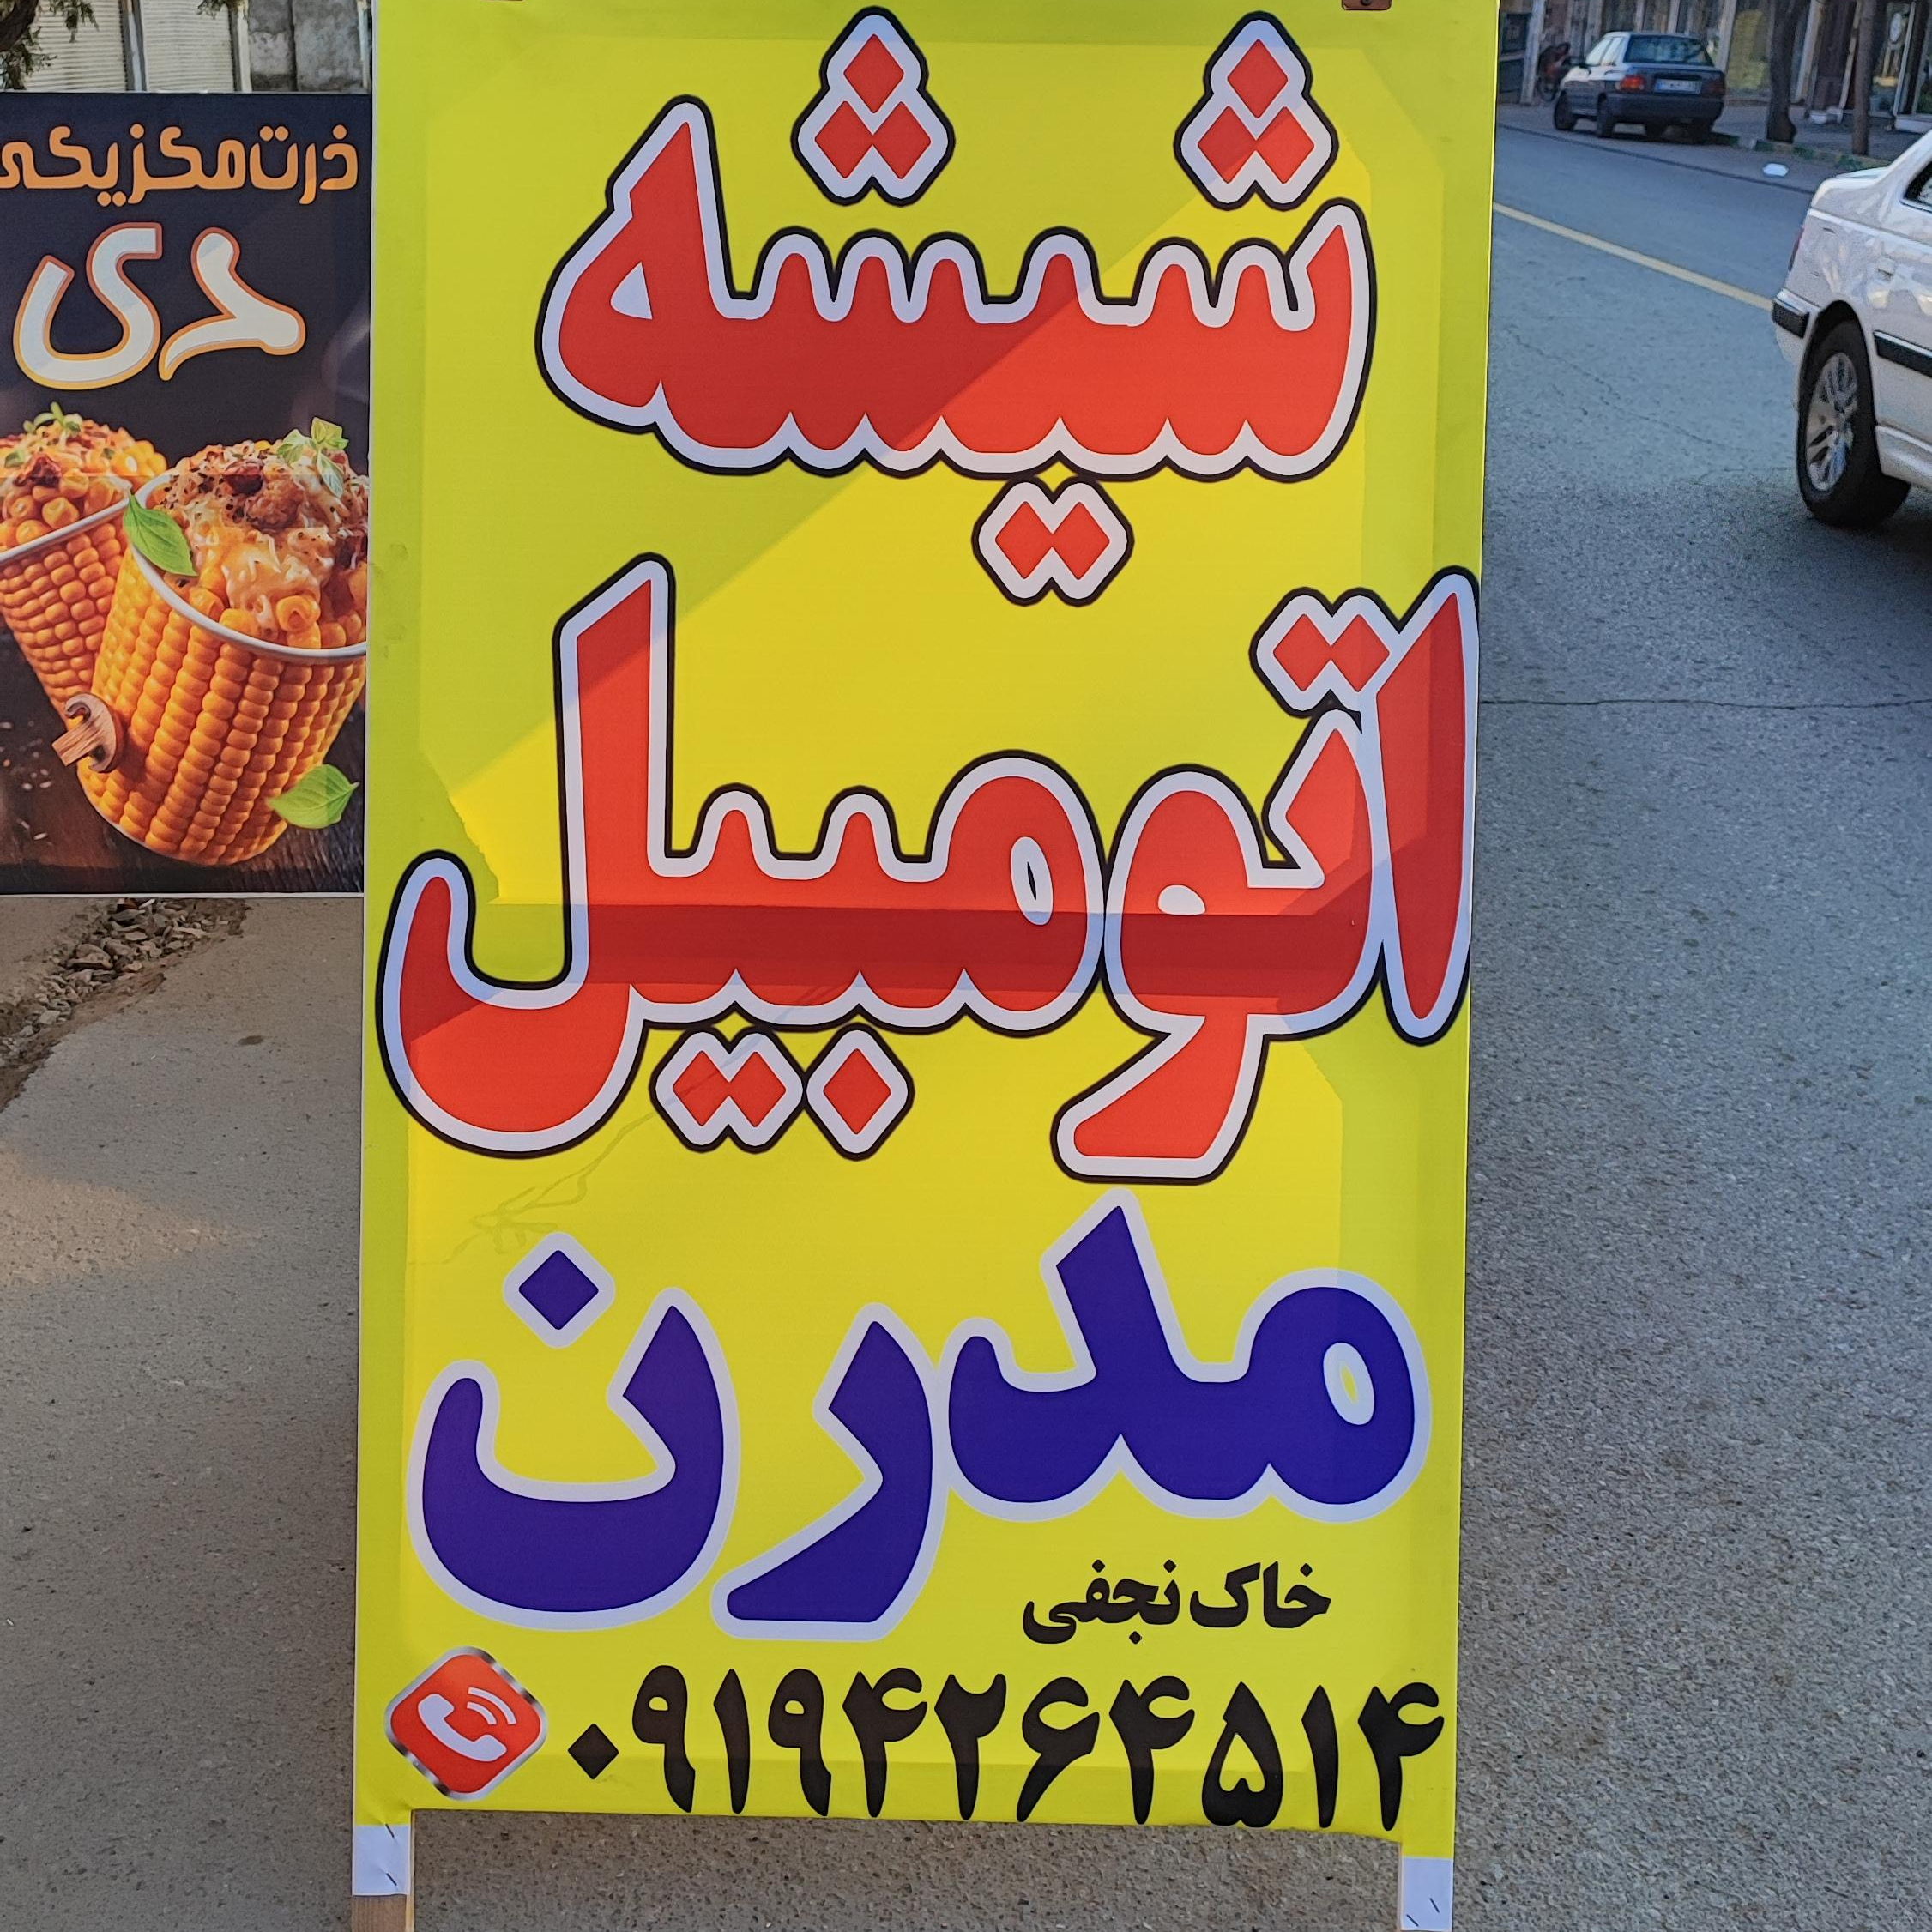 شیشه
اتومبیل
مدرن
خاک نجفی
۰۹۱۹۴۲۶۴۵۱۴
ذرت مکزیکی
دی